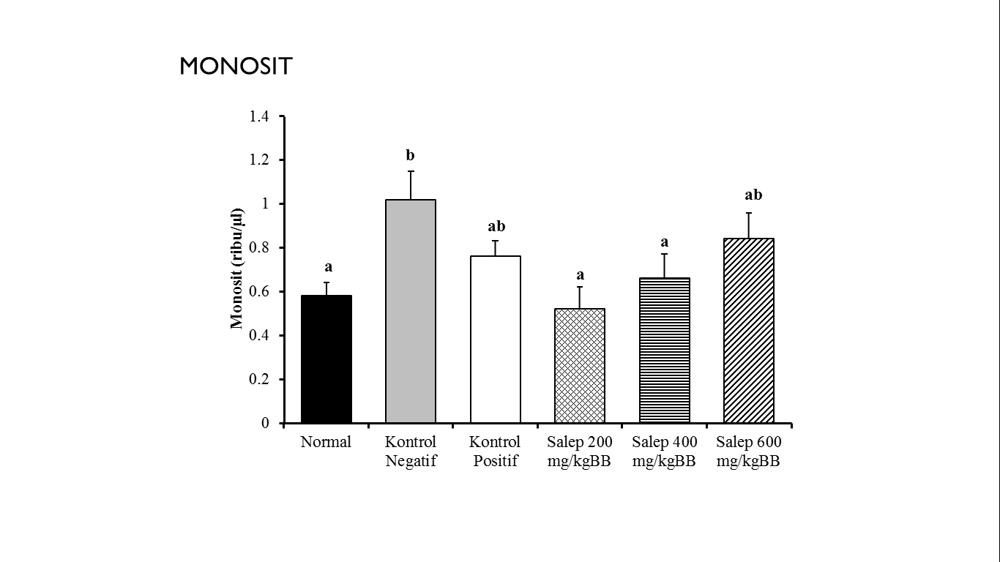 MONOSIT
1.4
1.2
1
0.8
0.6
0.4
0.2
0
Monosit (ribu/µl)
a
b
ab
a
a
ab
Normal
Kontrol
Negatif
Kontrol
Positif
Salep 200
mg/kgBB
Salep 400
mg/kgBB
Salep 600
mg/kgBB